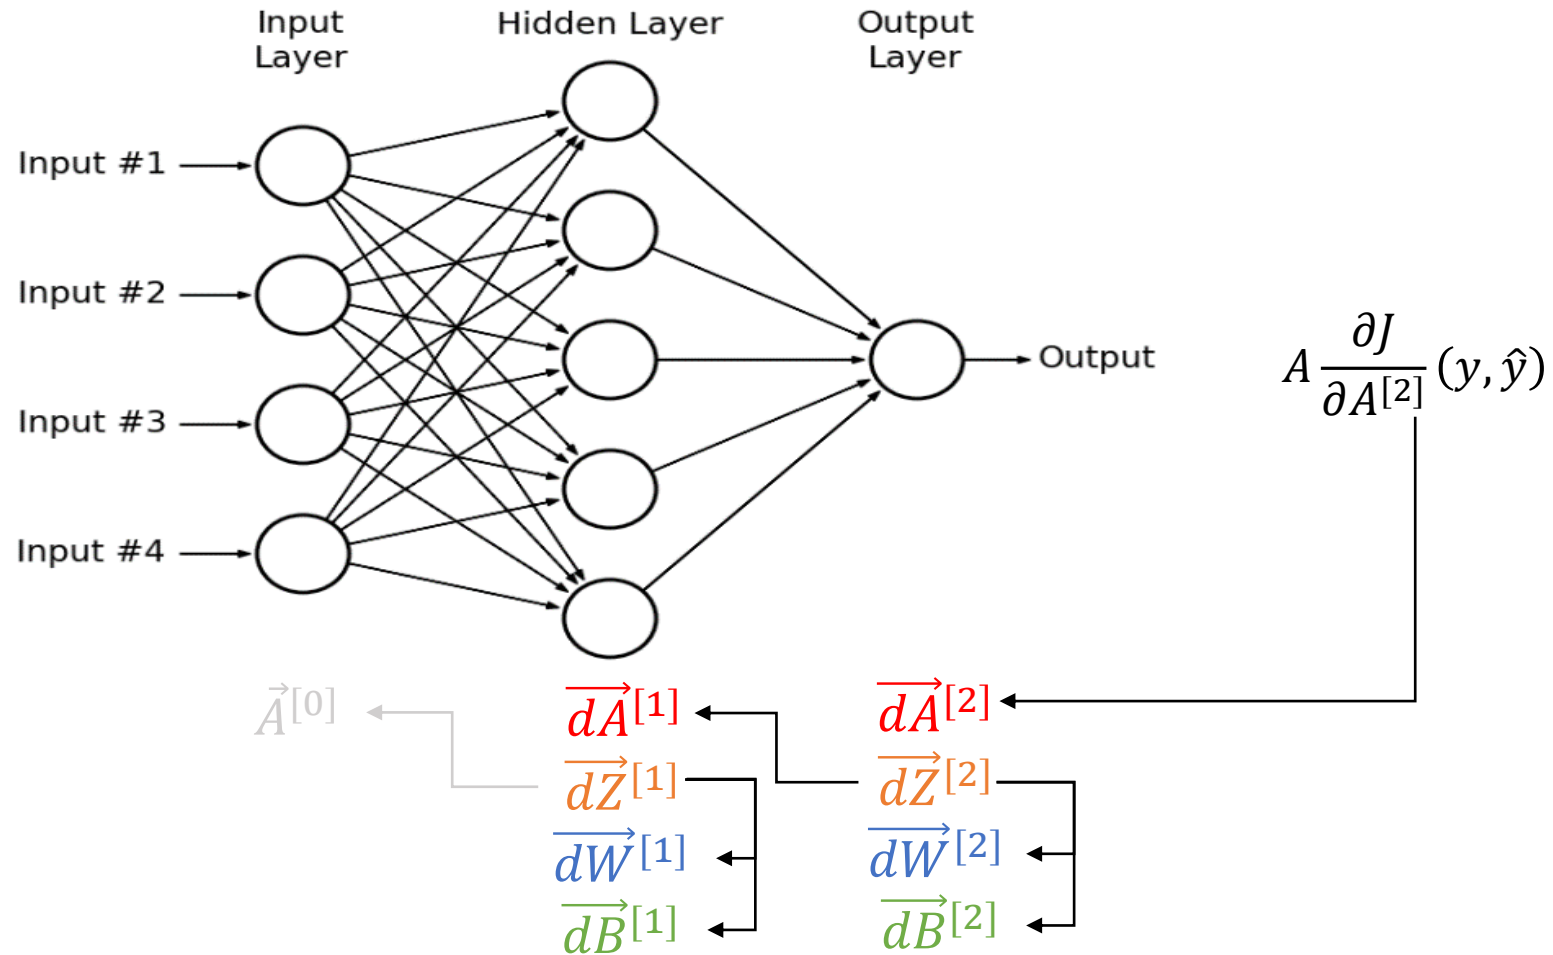 Input Layer
Hidden Layer
Output Layer
Input #1
Input #2
Input #3
Input #4
Output
A ∂J/∂A^[2] (y, ŷ)
A⃗^[0]
dA⃗^[1]
dA⃗^[2]
dZ⃗^[1]
dZ⃗^[2]
dW⃗^[1]
dW⃗^[2]
dB⃗^[1]
dB⃗^[2]